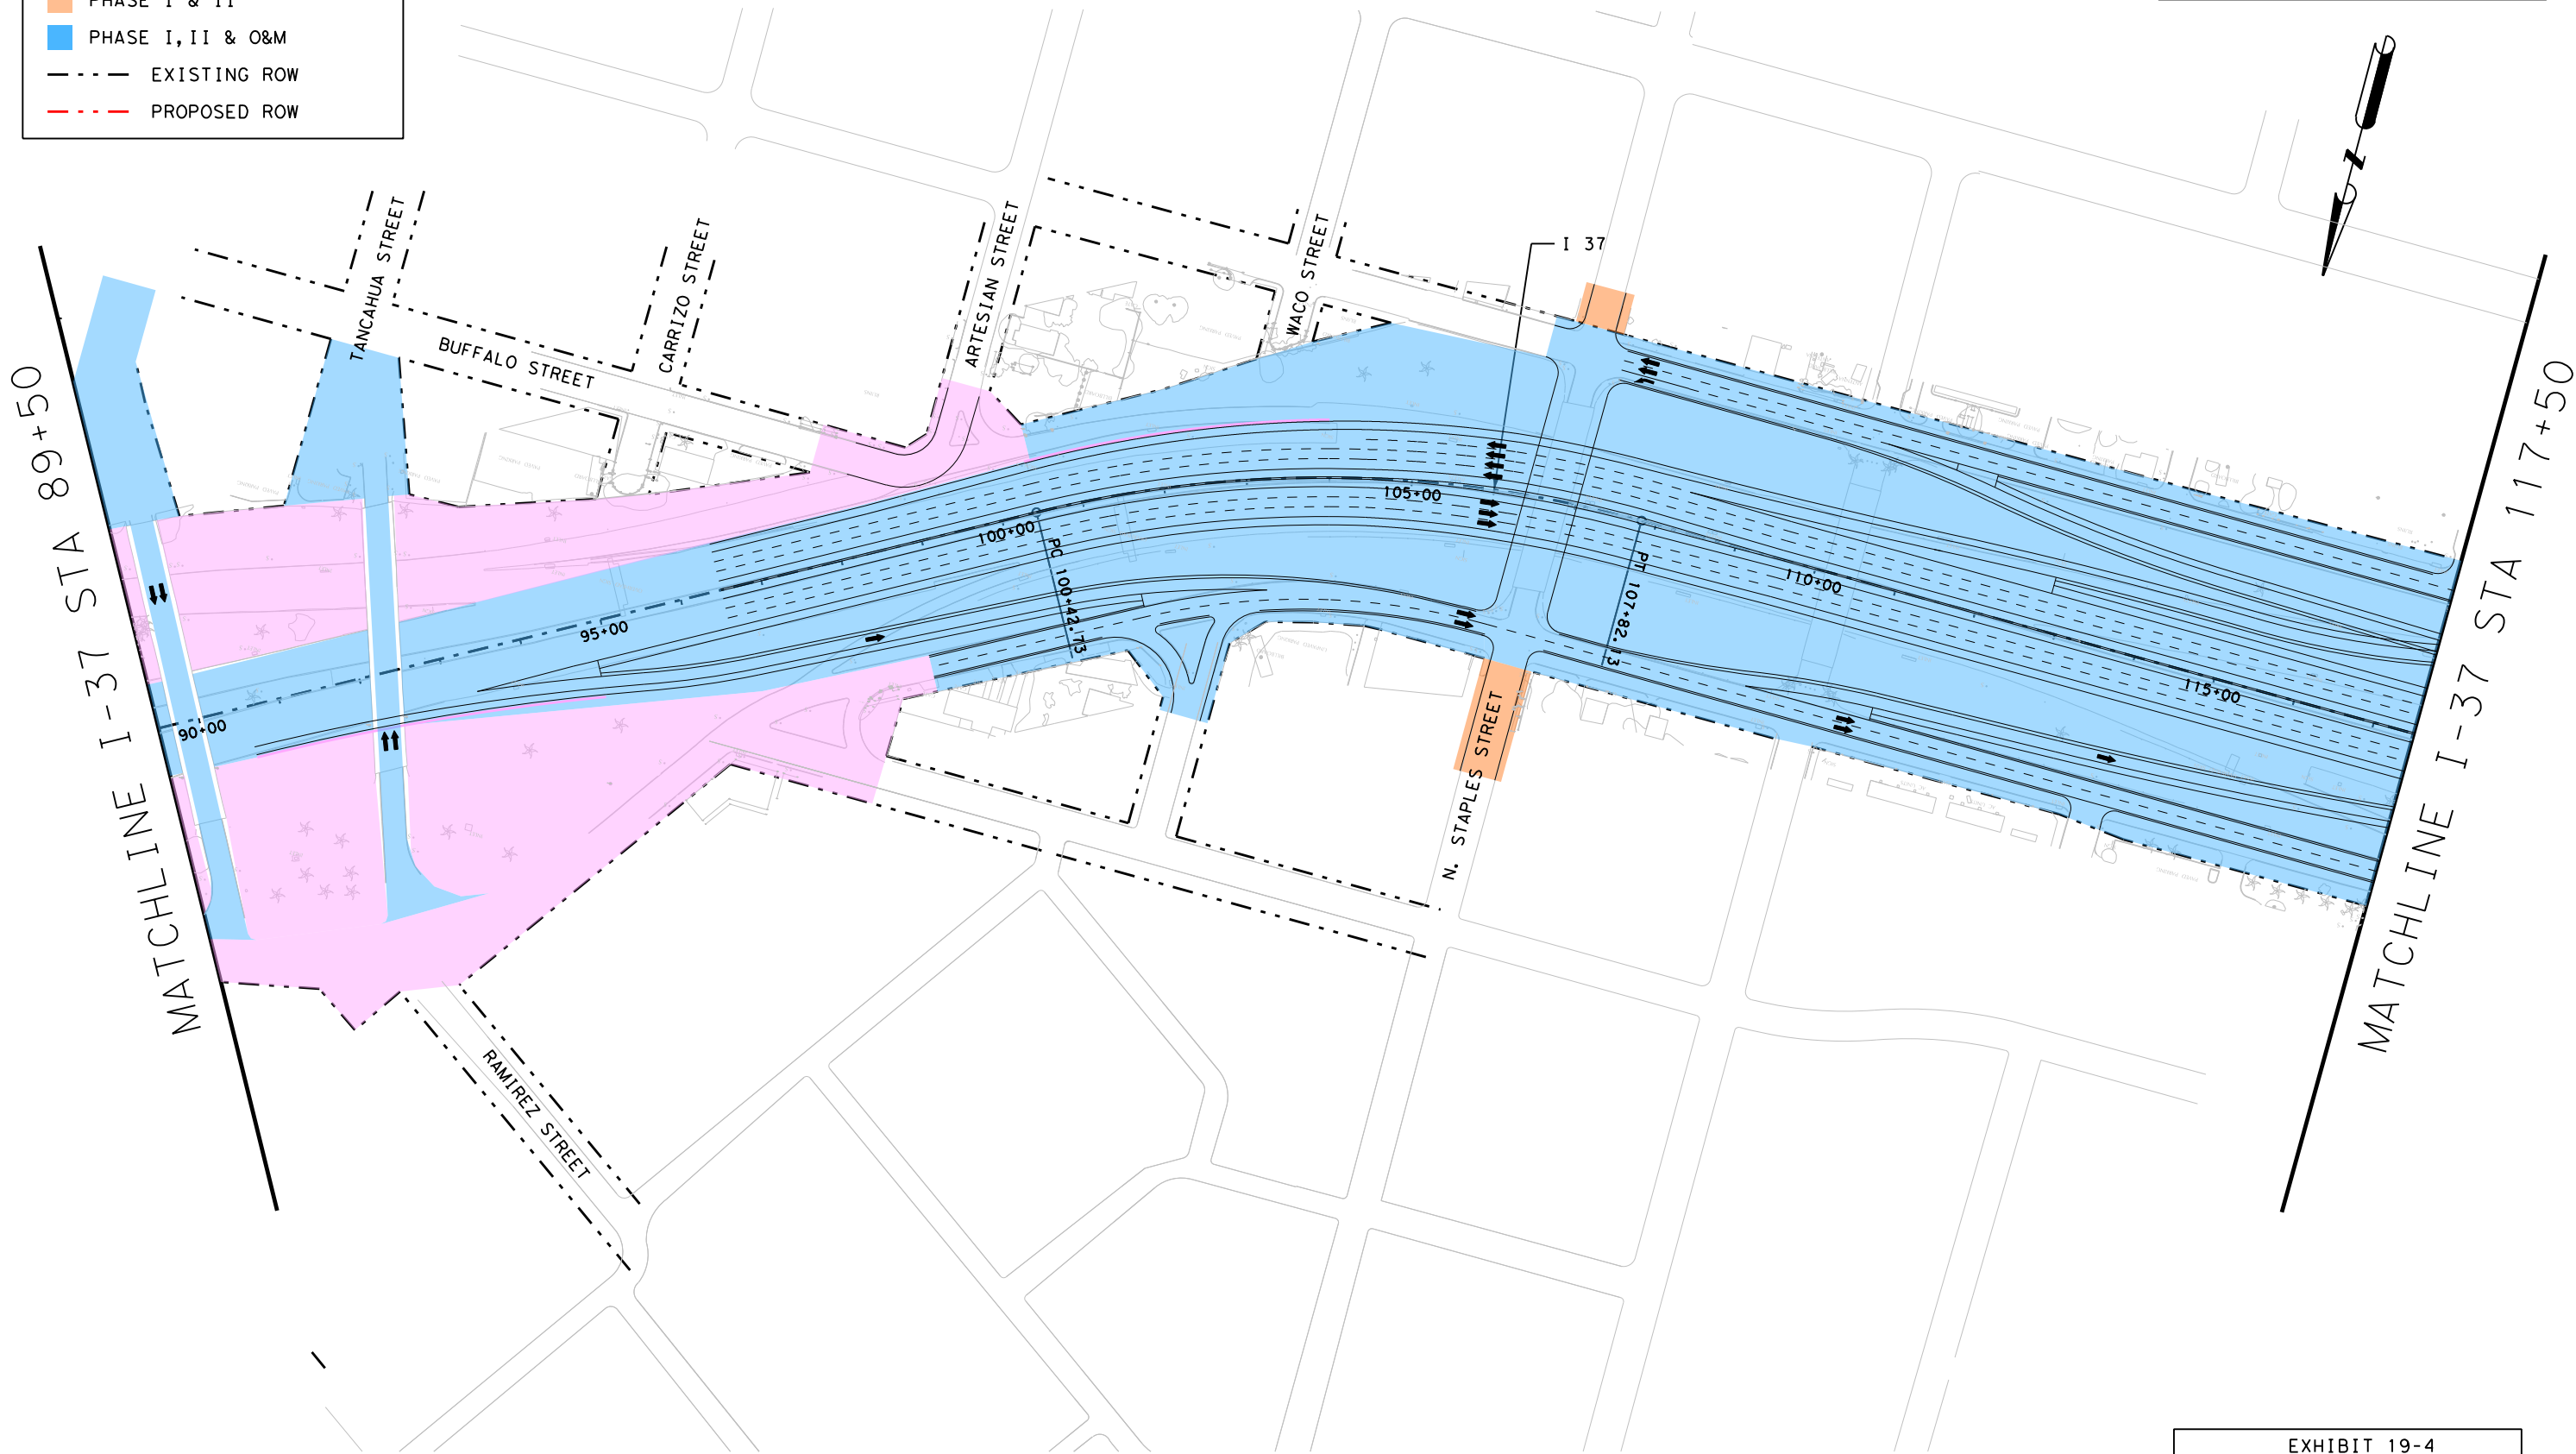 PHASE I & II
PHASE I,II & O&M
EXISTING ROW
PROPOSED ROW
N
TANCAHUA STREET
BUFFALO STREET
CARRIZO STREET
ARTESIAN STREET
WACO STREET
I 37
MATCHLINE I-37 STA 89+50
90+00
95+00
100+00
PC 100+42.73
105+00
PT 107+82.13
110+00
115+00
MATCHLINE I-37 STA 117+50
N. STAPLES STREET
RAMIREZ STREET
EXHIBIT 19-4